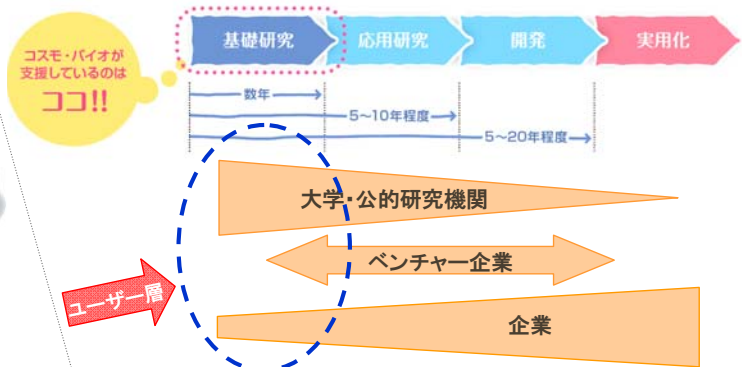 コスモ・バイオが
支援しているのは
ココ!!
基礎研究
応用研究
開発
実用化
数年
5〜10年程度
5〜20年程度
大学・公的研究機関
ベンチャー企業
ユーザー層
企業